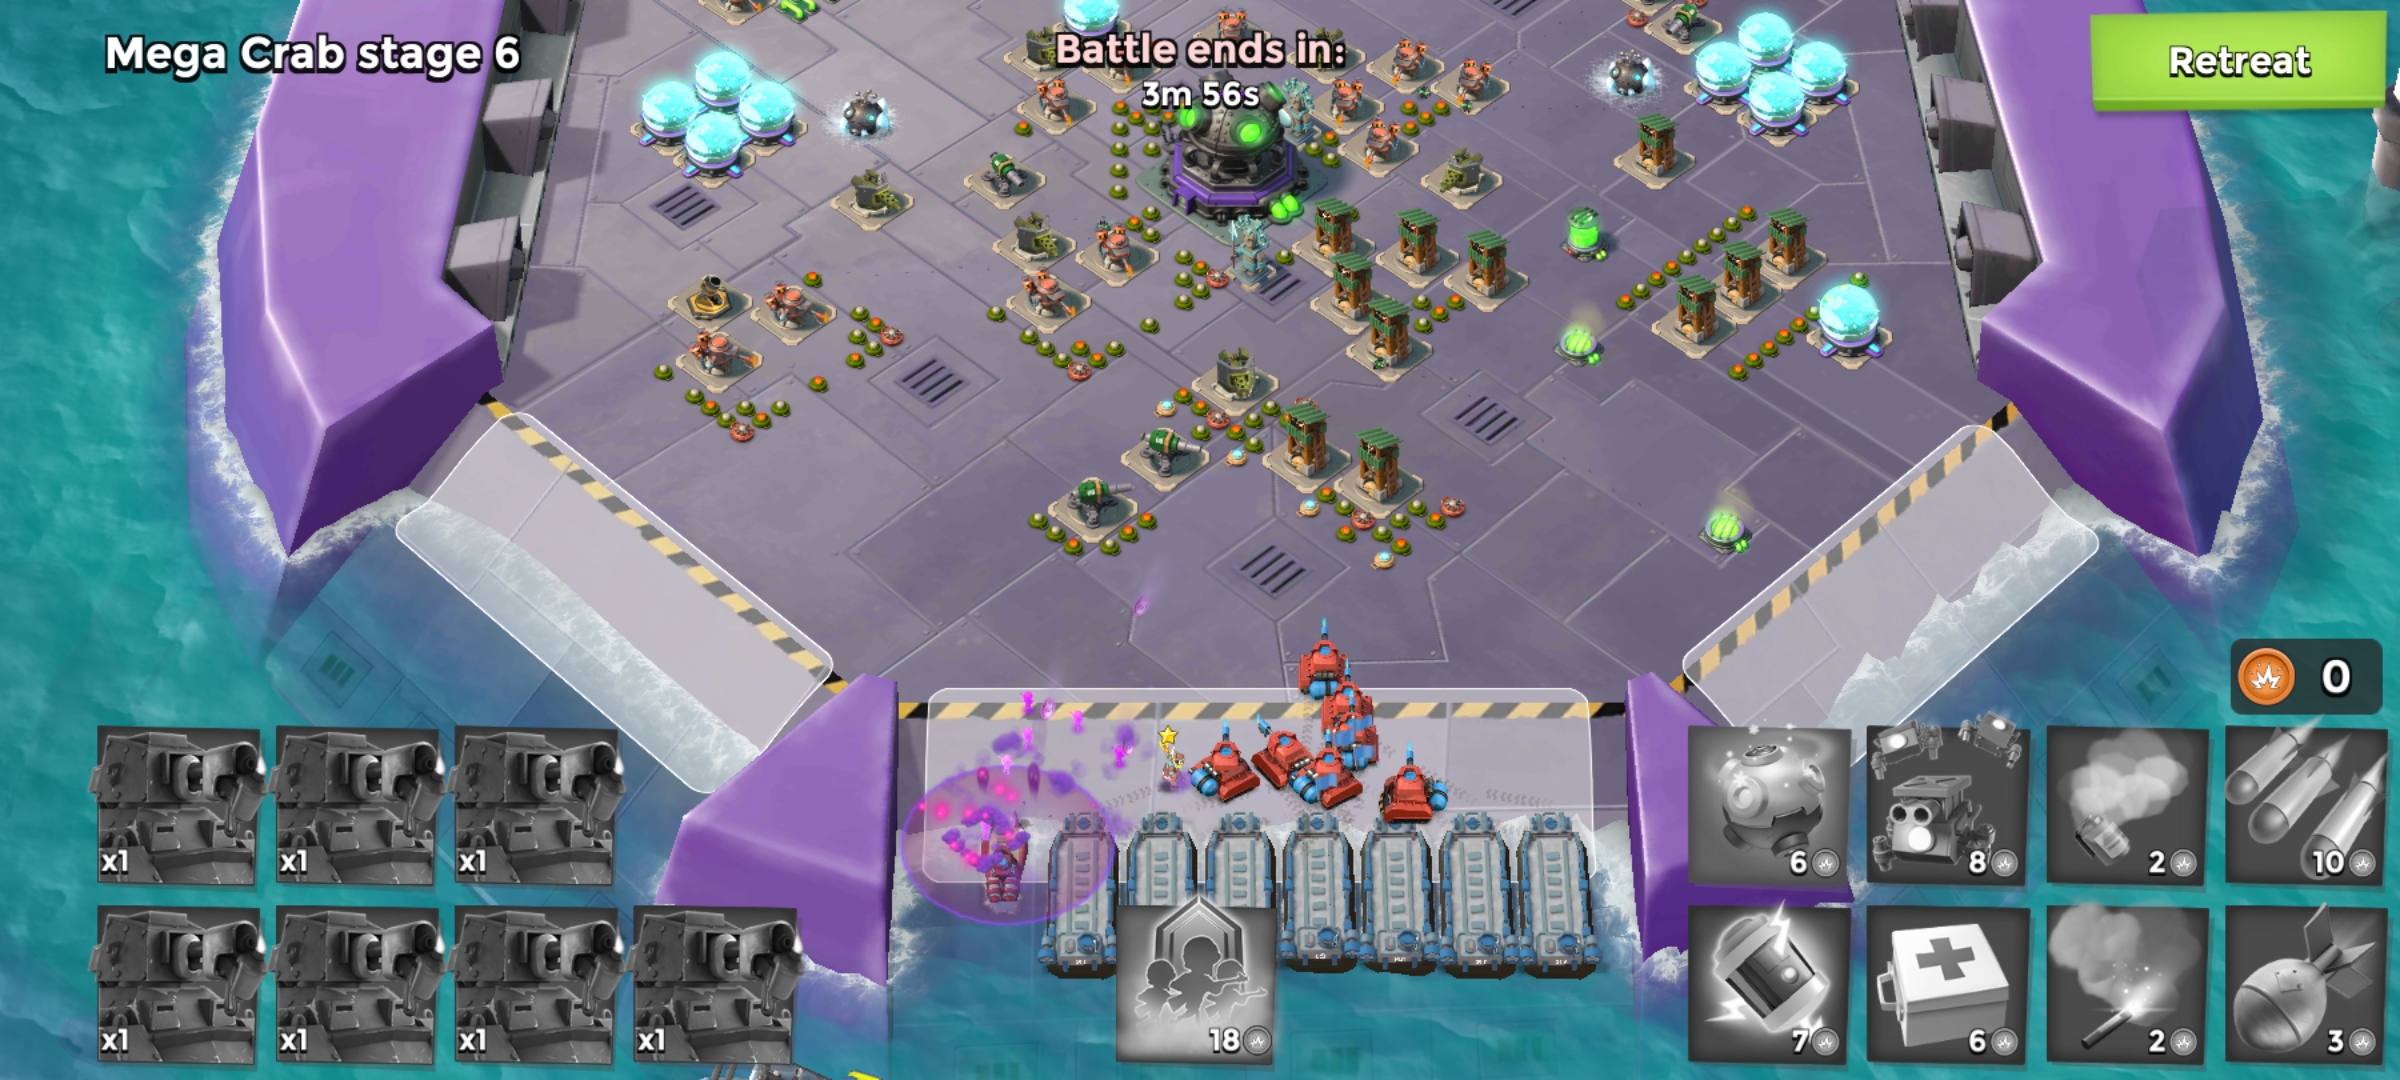 Mega Crab stage 6
Battle ends in:
3m 56s
Retreat
0
x1
x1
x1
6
8
2
10
x1
x1
x1
x1
18
7
6
2
3